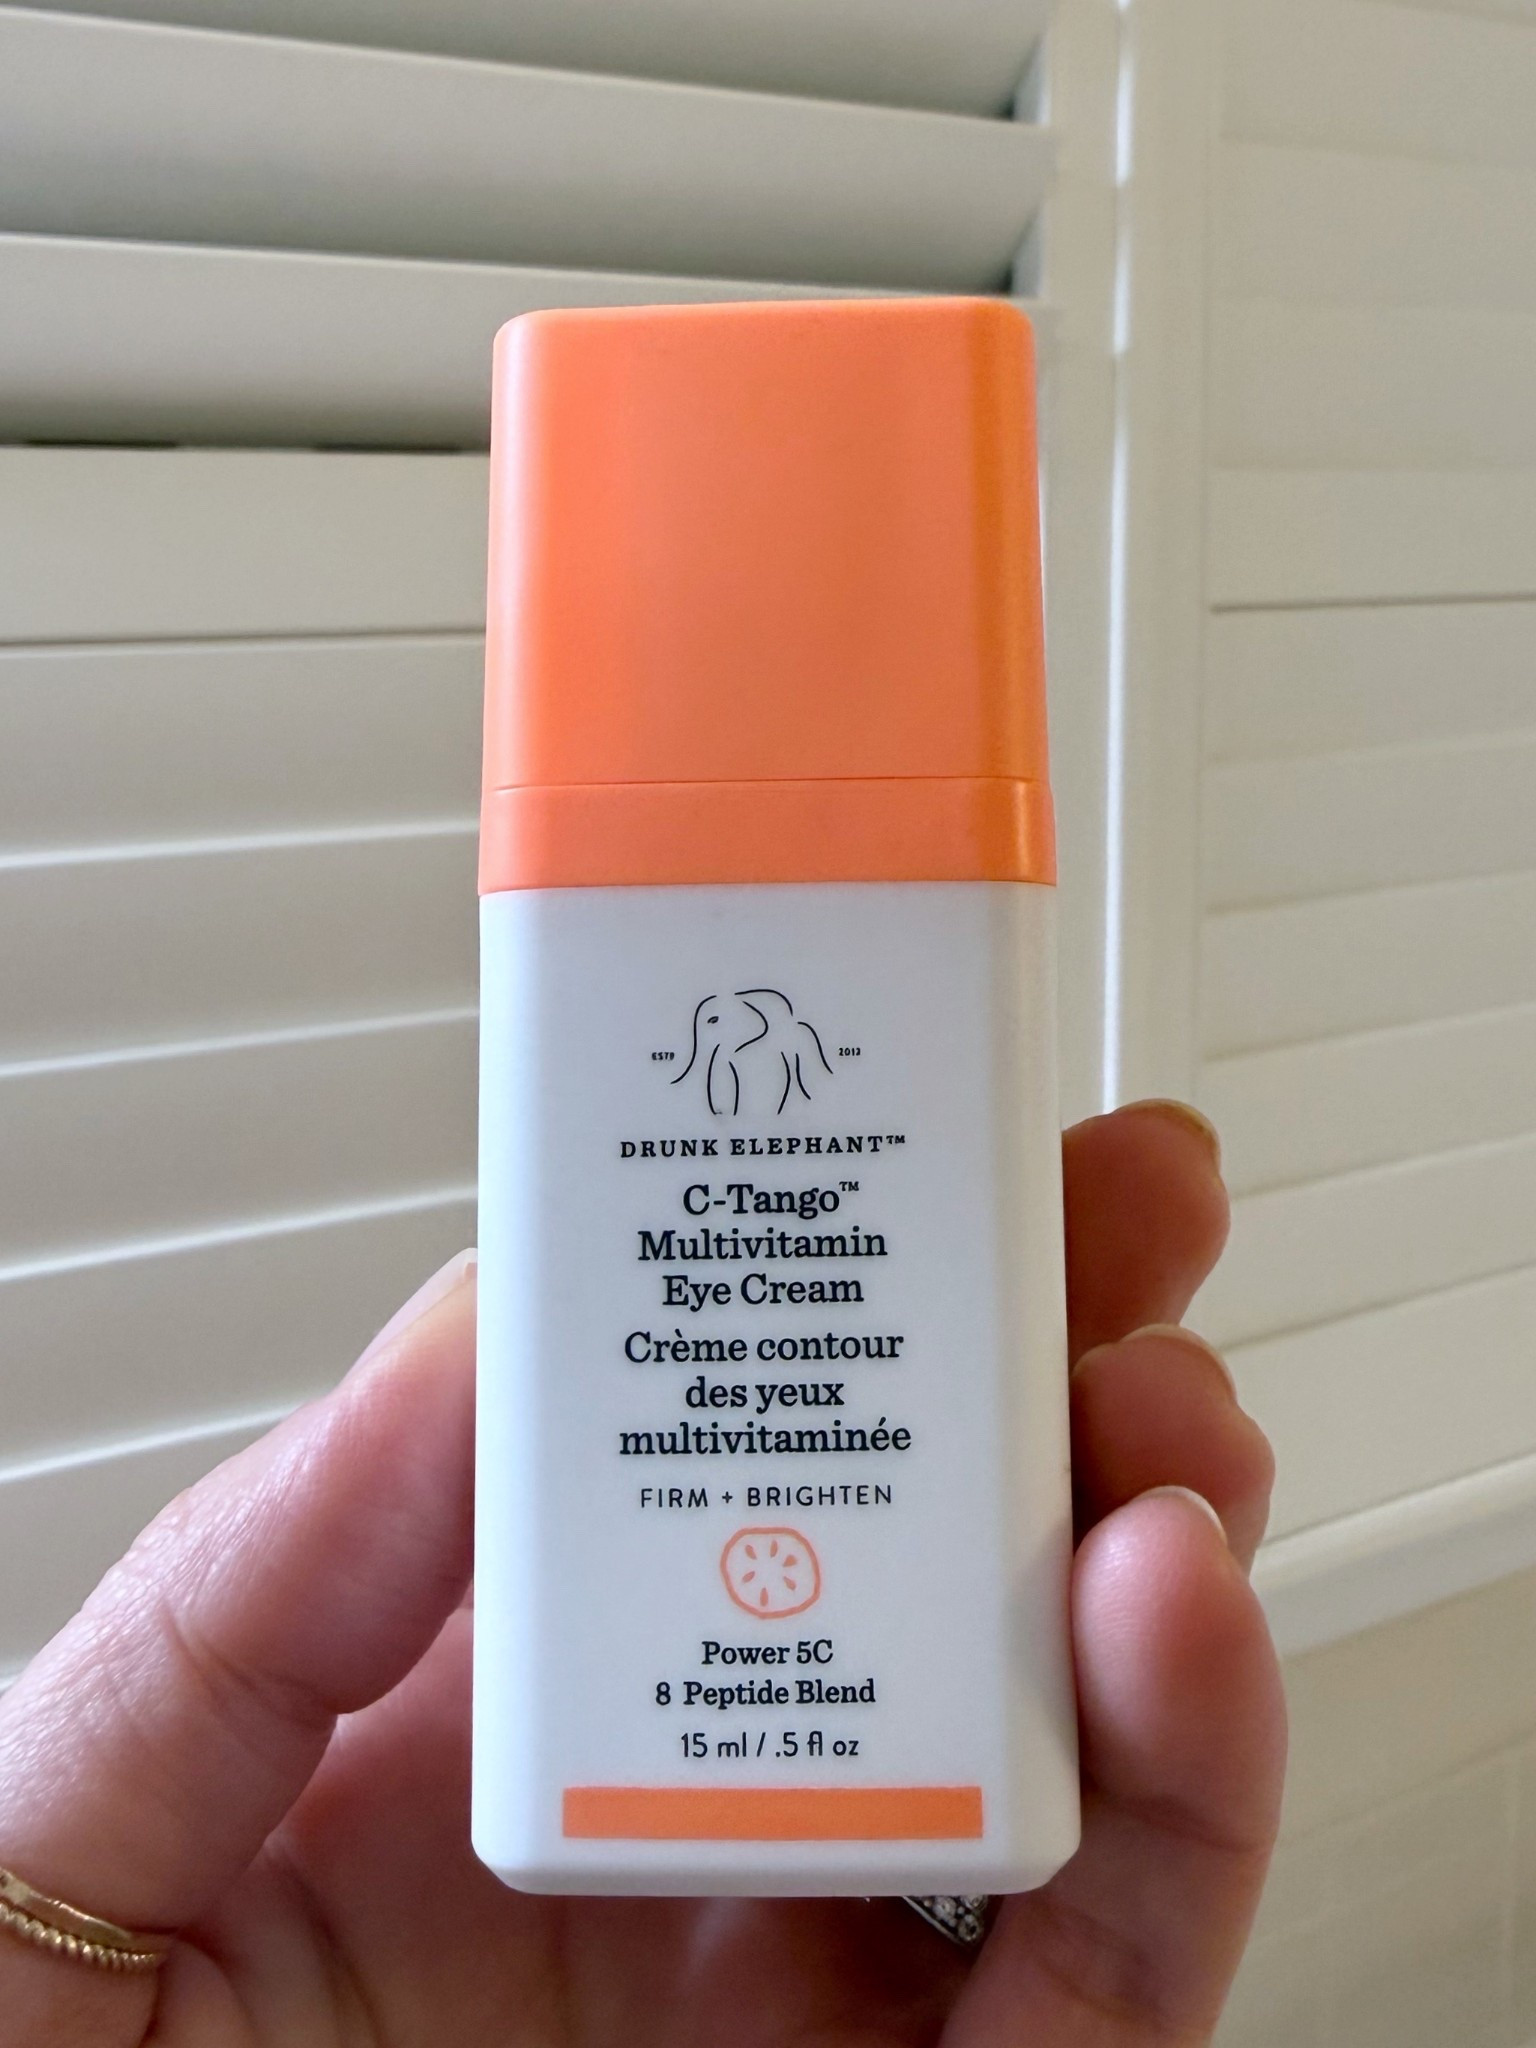 ESTD 2012
DRUNK ELEPHANT™
C-Tango™
Multivitamin
Eye Cream
Crème contour
des yeux
multivitaminée
FIRM + BRIGHTEN
Power 5C
8 Peptide Blend
15 ml / .5 fl oz